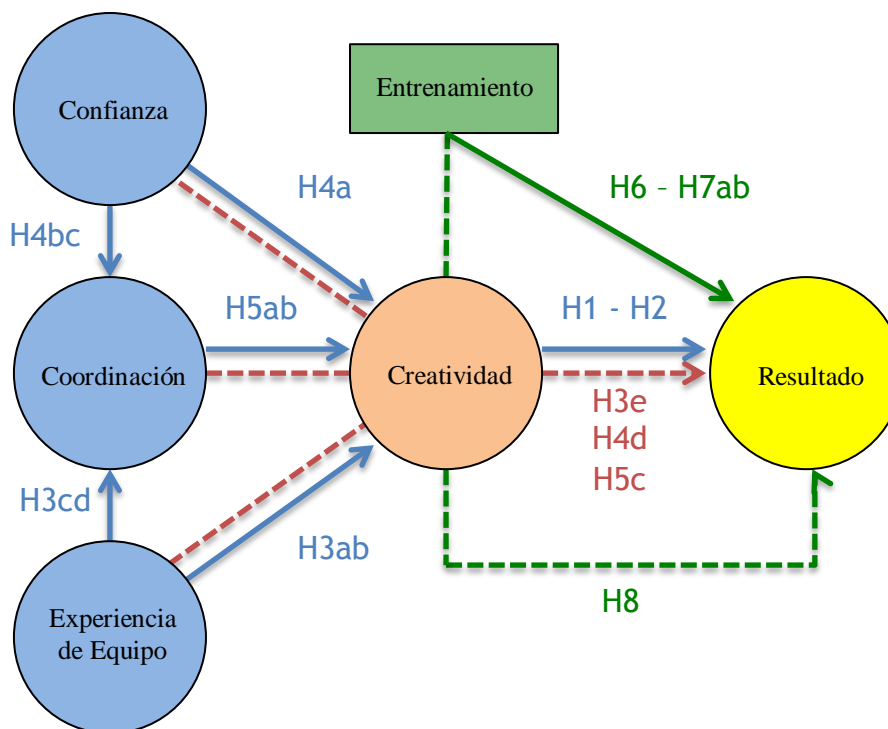 Entrenamiento
Confianza
H4a
H6 – H7ab
H4bc
H5ab
H1 - H2
Coordinación
Creatividad
Resultado
H3e
H4d
H5c
H3cd
H3ab
H8
Experiencia
de Equipo